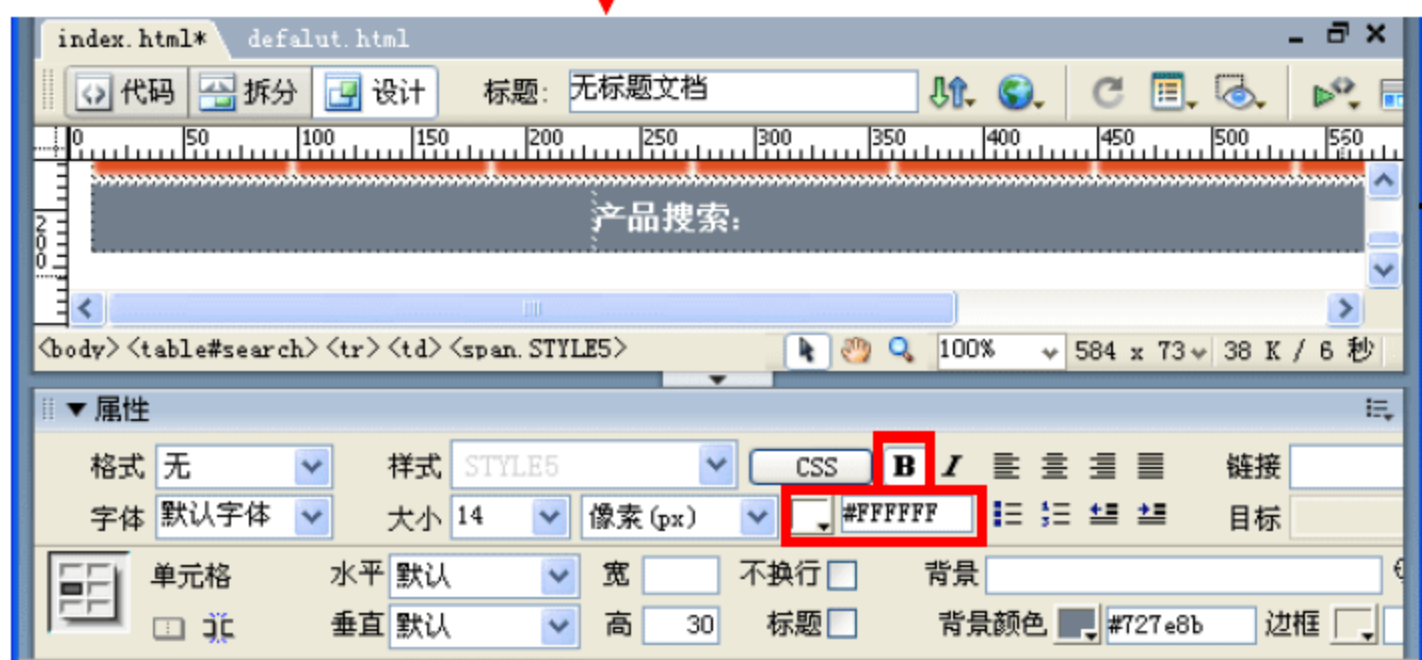 index.html* defalut.html
代码 拆分 设计 标题: 无标题文档
0 50 100 150 200 250 300 350 400 450 500 550
产品搜索:
200
<body> <table#search> <tr> <td> <span.STYLE5> 100% 584 x 73 38 K / 6 秒
属性
格式 无 样式 STYLE5 CSS B I 链接
字体 默认字体 大小 14 像素(px) #FFFFFF 目标
单元格 水平 默认 宽 不换行 背景
垂直 默认 高 30 标题 背景颜色 #727e8b 边框